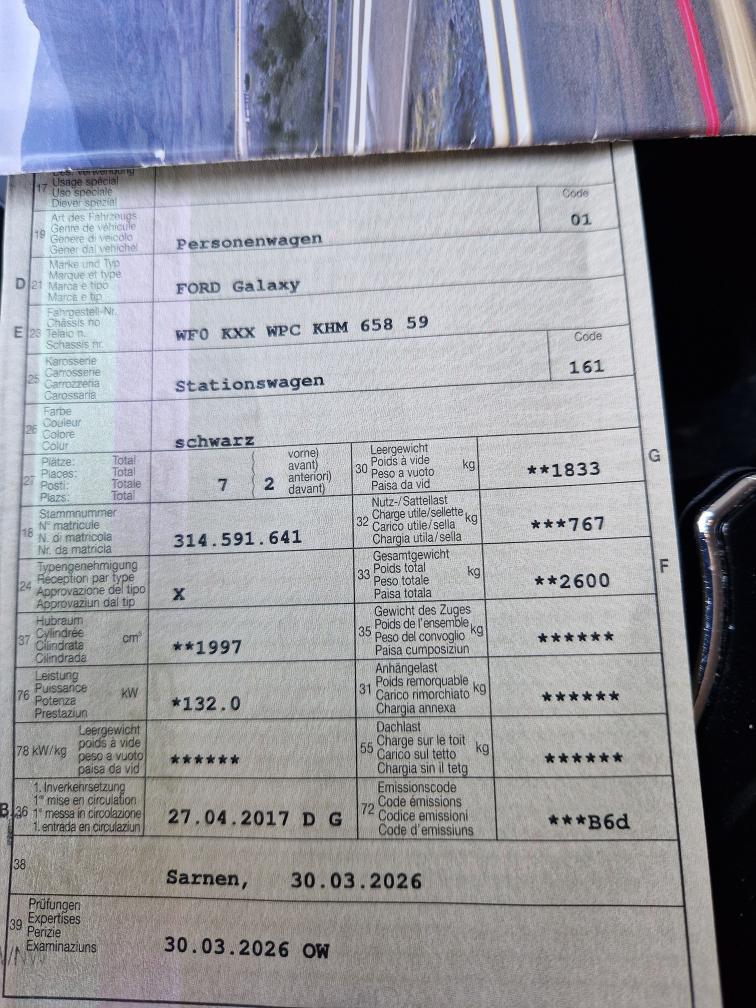 17 Usage spécial
Uso speciale
Diever spezial
19 Art des Fahrzeugs
Genre de véhicule
Genere di veicolo
Gener dal vehichel
Personenwagen
Code
01
D 21 Marke und Typ
Marque et type
Marca e tipo
Marca e tip
FORD Galaxy
E 23 Fahrgestell-Nr.
Châssis no
Telaio n.
Schassis nr.
WF0 KXX WPC KHM 658 59
25 Karosserie
Carrosserie
Carrozzeria
Carossaria
Stationswagen
Code
161
26 Farbe
Couleur
Colore
Colur
schwarz
27 Plätze: Total
Places: Total
Posti: Totale
Plazs: Total
7 2
vorne)
avant)
anteriori)
davant)
30 Leergewicht
Poids à vide
Peso a vuoto
Paisa da vid
kg
**1833
G
18 Stammnummer
N° matricule
N. di matricola
Nr. da matricla
314.591.641
32 Nutz-/Sattellast
Charge utile/sellette
Carico utile/sella
Chargia utila/sella
kg
***767
24 Typengenehmigung
Réception par type
Approvazione del tipo
Approvaziun dal tip
X
33 Gesamtgewicht
Poids total
Peso totale
Paisa totala
kg
**2600
F
37 Hubraum
Cylindrée
Cilindrata
Cilindrada
cm³
**1997
35 Gewicht des Zuges
Poids de l'ensemble
Peso del convoglio
Paisa cumposiziun
kg
******
76 Leistung
Puissance
Potenza
Prestaziun
kW
*132.0
31 Anhängelast
Poids remorquable
Carico rimorchiato
Chargia annexa
kg
******
78 kW/kg
Leergewicht
poids à vide
peso a vuoto
paisa da vid
******
55 Dachlast
Charge sur le toit
Carico sul tetto
Chargia sin il tetg
kg
******
B 36 1. Inverkehrsetzung
1re mise en circulation
1a messa in circolazione
1. entrada en circulaziun
27.04.2017 D G
72 Emissionscode
Code émissions
Codice emissioni
Code d'emissiuns
***B6d
38
Sarnen, 30.03.2026
39 Prüfungen
Expertises
Perizie
Examinaziuns
30.03.2026 OW